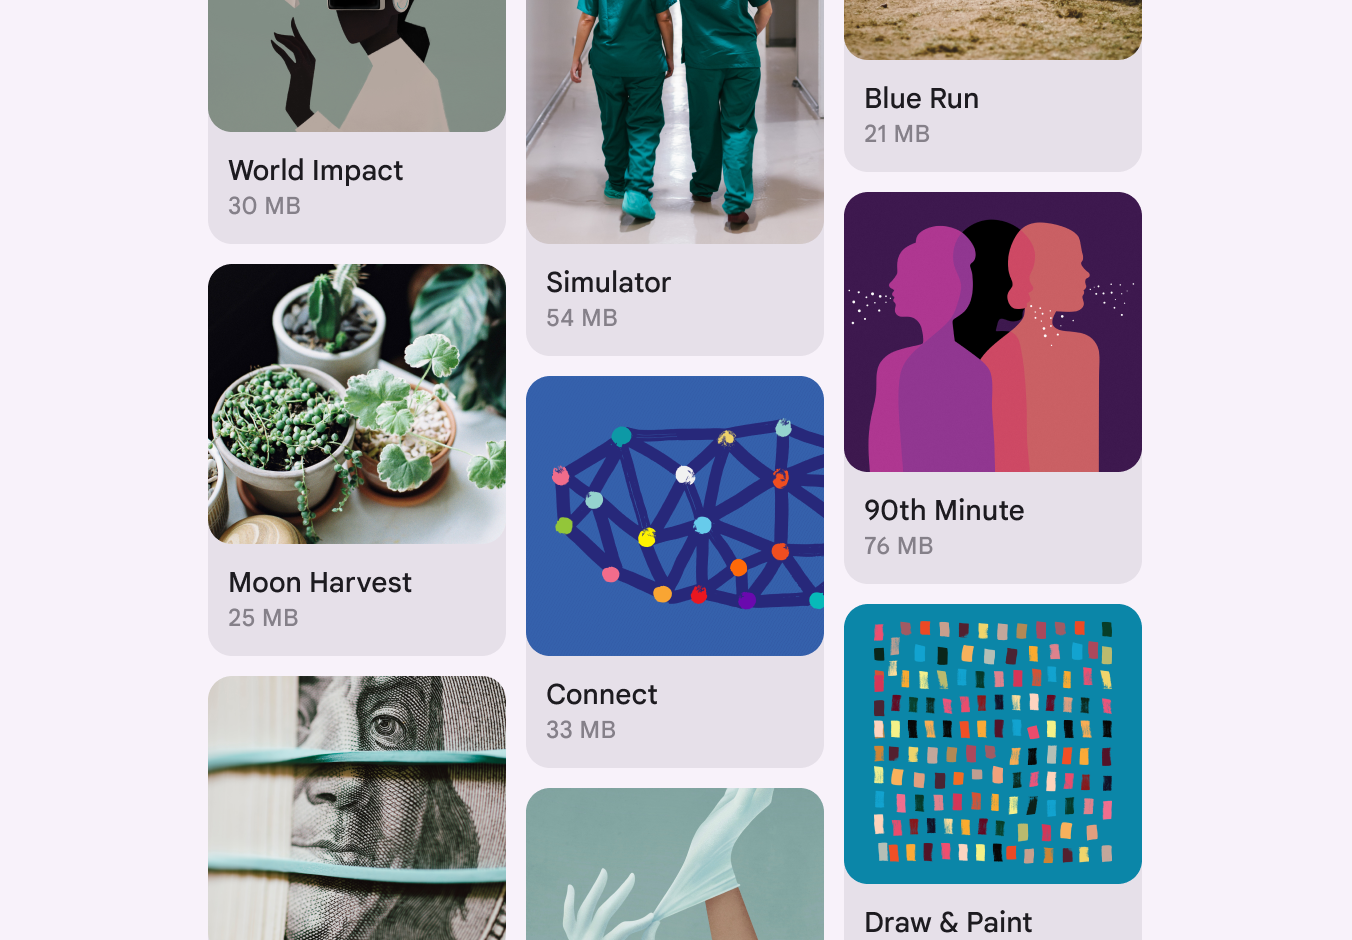 World Impact
30 MB
Moon Harvest
25 MB
Simulator
54 MB
Connect
33 MB
Blue Run
21 MB
90th Minute
76 MB
Draw & Paint